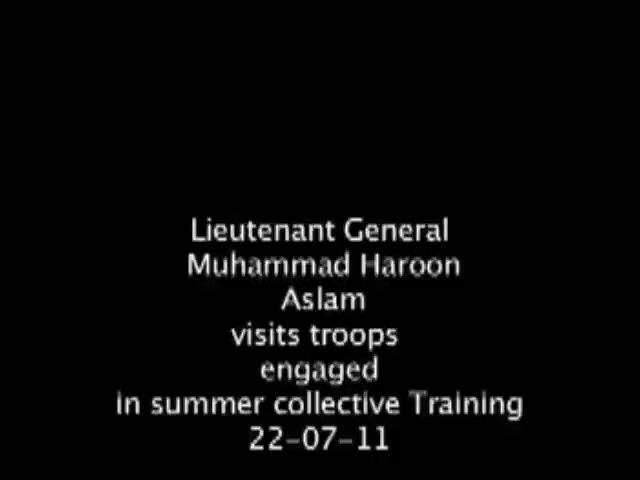 Lieutenant General
Muhammad Haroon
Aslam
visits troops
engaged
in summer collective Training
22-07-11